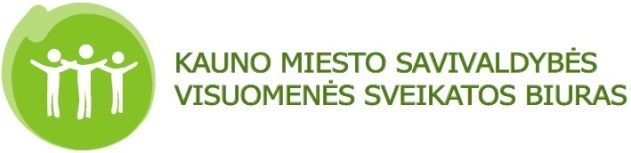 KAUNO MIESTO SAVIVALDYBĖS
VISUOMENĖS SVEIKATOS BIURAS